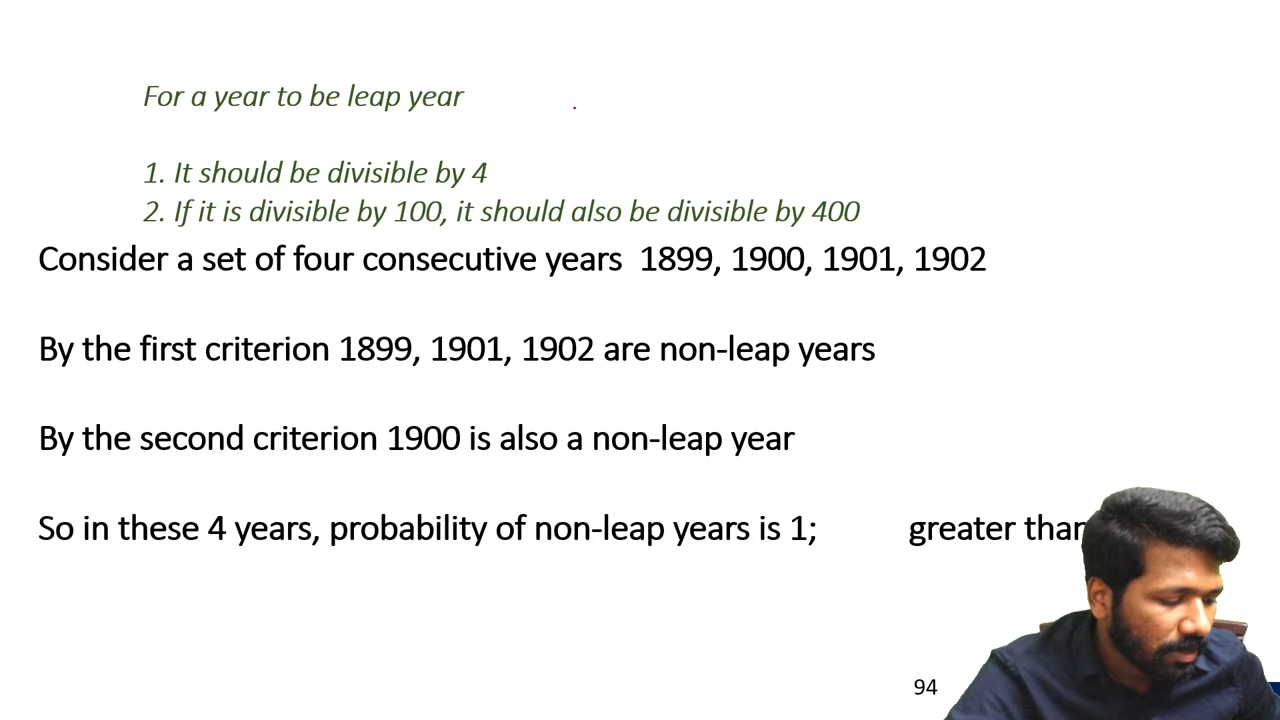 For a year to be leap year
1. It should be divisible by 4
2. If it is divisible by 100, it should also be divisible by 400
Consider a set of four consecutive years 1899, 1900, 1901, 1902
By the first criterion 1899, 1901, 1902 are non-leap years
By the second criterion 1900 is also a non-leap year
So in these 4 years, probability of non-leap years is 1; greater than
94